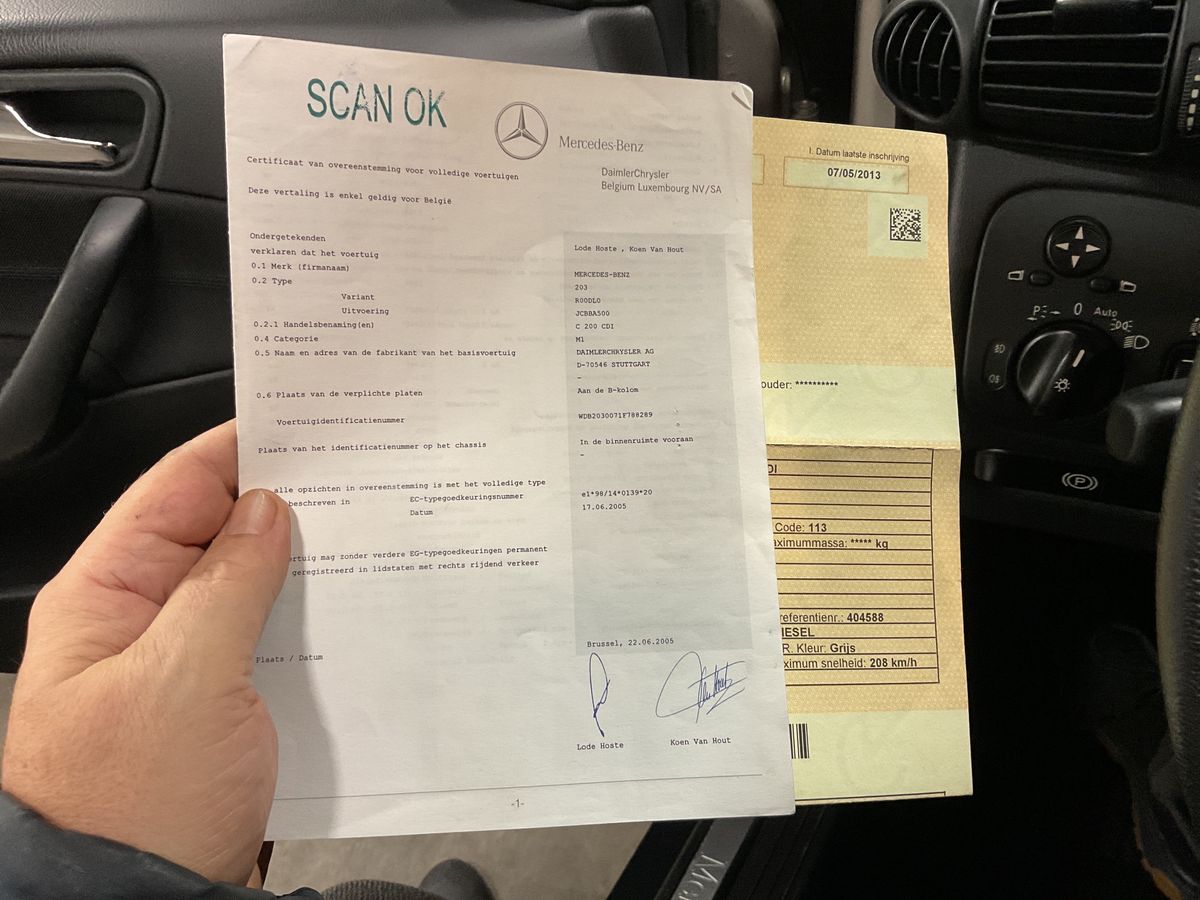 SCAN OK
Mercedes-Benz
DaimlerChrysler
Belgium Luxembourg NV/SA
Certificaat van overeenstemming voor volledige voertuigen
Deze vertaling is enkel geldig voor België
Ondergetekenden Lode Hoste , Koen Van Hout
verklaren dat het voertuig
0.1 Merk (firmanaam) MERCEDES-BENZ
0.2 Type 203
Variant R00DL0
Uitvoering JCBBA500
0.2.1 Handelsbenaming(en) C 200 CDI
0.4 Categorie M1
0.5 Naam en adres van de fabrikant van het basisvoertuig DAIMLERCHRYSLER AG
D-70546 STUTTGART
-
0.6 Plaats van de verplichte platen Aan de B-kolom
Voertuigidentificatienummer WDB2030071F788289
Plaats van het identificatienummer op het chassis In de binnenruimte vooraan
-
alle opzichten in overeenstemming is met het volledige type
beschreven in EC-typegoedkeuringsnummer e1*98/14*0139*20
Datum 17.06.2005
ertuig mag zonder verdere EG-typegoedkeuringen permanent
geregistreerd in lidstaten met rechts rijdend verkeer
Brussel, 22.06.2005
Plaats / Datum
Lode Hoste Koen Van Hout
-1-
I. Datum laatste inschrijving
07/05/2013
ouder: **********
DI
Code: 113
aximummassa: ***** kg
eferentienr.: 404588
IESEL
R. Kleur: Grijs
ximum snelheid: 208 km/h
0 Auto
P
Me